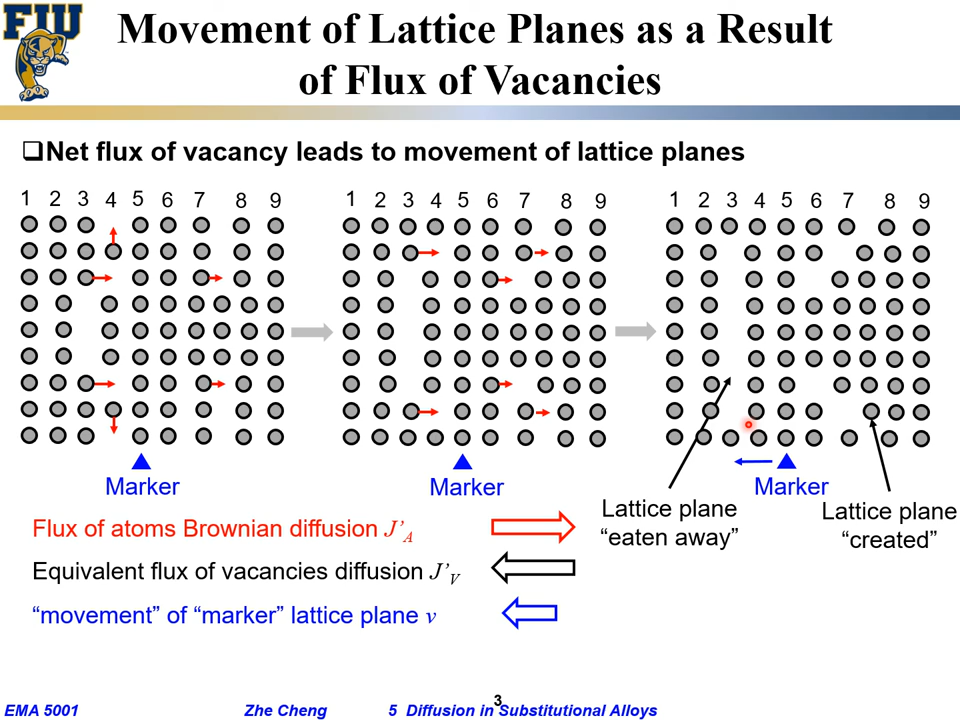 FIU
Movement of Lattice Planes as a Result
of Flux of Vacancies
❑Net flux of vacancy leads to movement of lattice planes
1 2 3 4 5 6 7 8 9
1 2 3 4 5 6 7 8 9
1 2 3 4 5 6 7 8 9
Marker
Marker
Marker
Lattice plane
"eaten away"
Lattice plane
"created"
Flux of atoms Brownian diffusion J'A
Equivalent flux of vacancies diffusion J'V
"movement" of "marker" lattice plane v
3
EMA 5001
Zhe Cheng
5 Diffusion in Substitutional Alloys